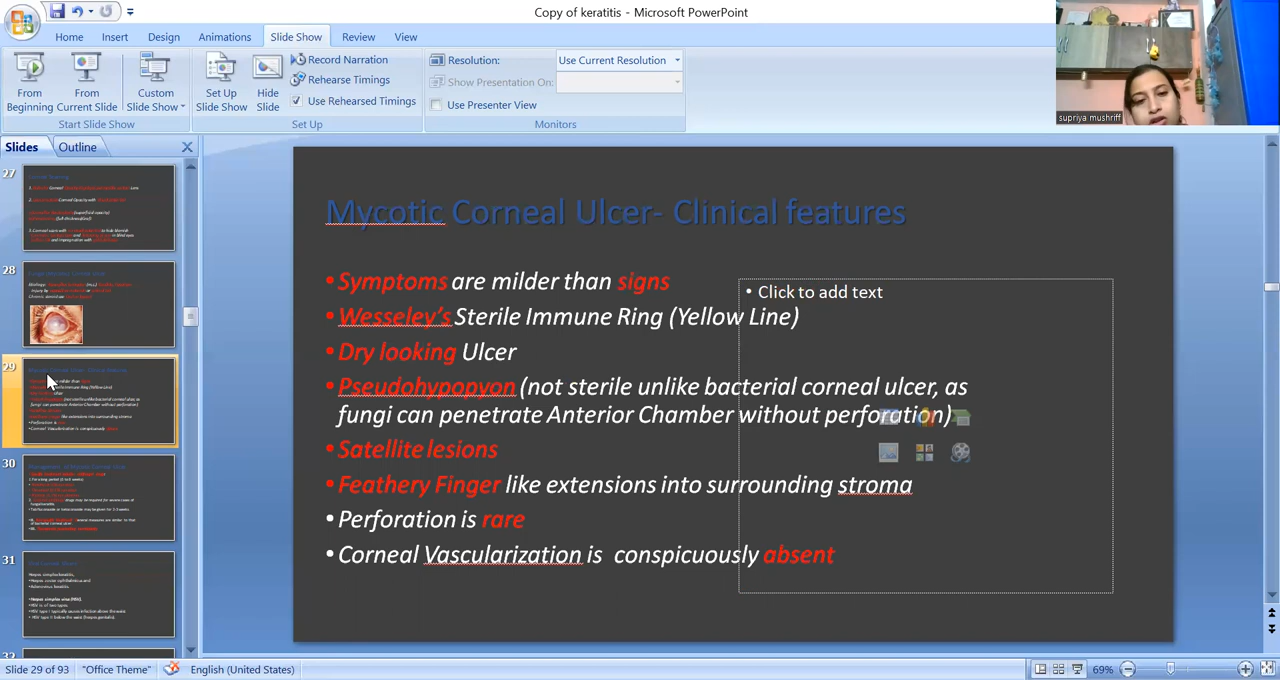 Copy of keratitis - Microsoft PowerPoint
Home Insert Design Animations Slide Show Review View
From Beginning
From Current Slide
Custom Slide Show
Start Slide Show
Set Up Slide Show
Hide Slide
Record Narration
Rehearse Timings
Use Rehearsed Timings
Set Up
Resolution: Use Current Resolution
Show Presentation On:
Use Presenter View
Monitors
supriya mushriff
Slides Outline
27
28
29
30
31
32
Mycotic Corneal Ulcer- Clinical features
•Symptoms are milder than signs
•Wesseley's Sterile Immune Ring (Yellow Line)
•Dry looking Ulcer
•Pseudohypopyon (not sterile unlike bacterial corneal ulcer, as
fungi can penetrate Anterior Chamber without perforation)
•Satellite lesions
•Feathery Finger like extensions into surrounding stroma
•Perforation is rare
•Corneal Vascularization is conspicuously absent
• Click to add text
Slide 29 of 93 "Office Theme" English (United States) 69%